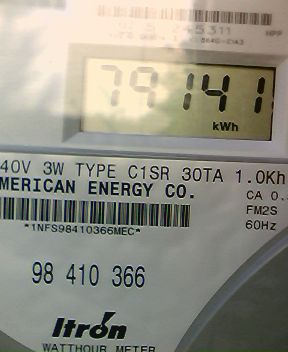 79141
kWh
40V 3W TYPE C1SR 30TA 1.0Kh
MERICAN ENERGY CO.
CA 0.
FM2S
60Hz
*1NFS98410366MEC*
98 410 366
Itrón
WATTHOUR METER